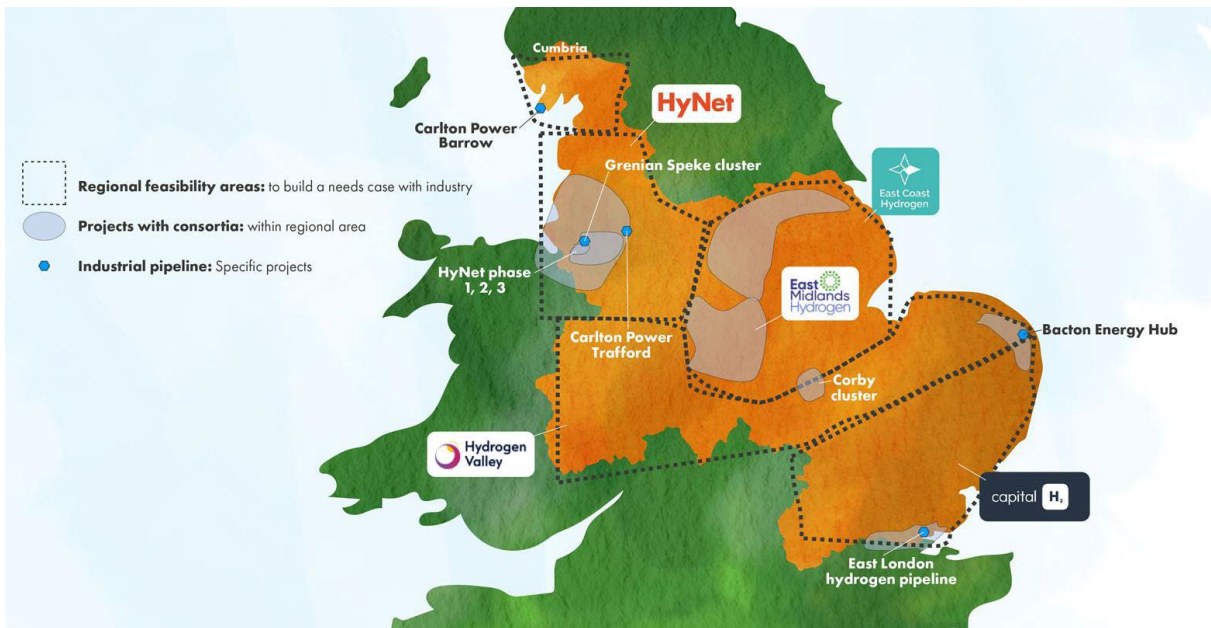 Cumbria
HyNet
Carlton Power
Barrow
Grenian Speke cluster
East Coast
Hydrogen
Regional feasibility areas: to build a needs case with industry
Projects with consortia: within regional area
Industrial pipeline: Specific projects
HyNet phase
1, 2, 3
East
Midlands
Hydrogen
Carlton Power
Trafford
Bacton Energy Hub
Corby
cluster
Hydrogen
Valley
capital H₂
East London
hydrogen pipeline